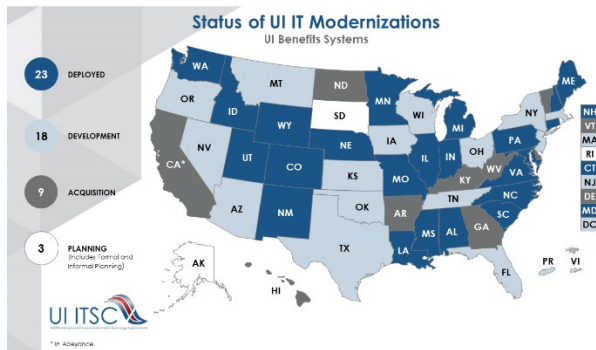 Status of UI IT Modernizations
UI Benefits Systems
23 DEPLOYED
18 DEVELOPMENT
9 ACQUISITION
3 PLANNING
(Includes Formal and
Informal Planning)
WA
MT
ND
MN
ME
OR
ID
SD
WI
NY
WY
MI
NV
NE
IA
PA
CA*
UT
CO
IL
IN
OH
WV
VA
KS
MO
KY
NC
AZ
NM
OK
AR
TN
SC
TX
LA
MS
AL
GA
FL
AK
HI
PR
VI
NH
VT
MA
RI
CT
NJ
DE
MD
DC
UI ITSC
* In Abeyance